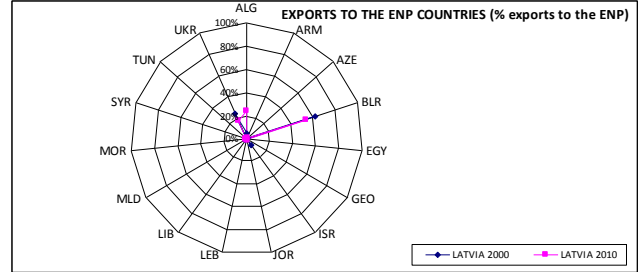 EXPORTS TO THE ENP COUNTRIES (% exports to the ENP)
ALG
ARM
AZE
BLR
EGY
GEO
ISR
JOR
LEB
LIB
MLD
MOR
SYR
TUN
UKR
100%
80%
60%
40%
20%
0%
LATVIA 2000
LATVIA 2010